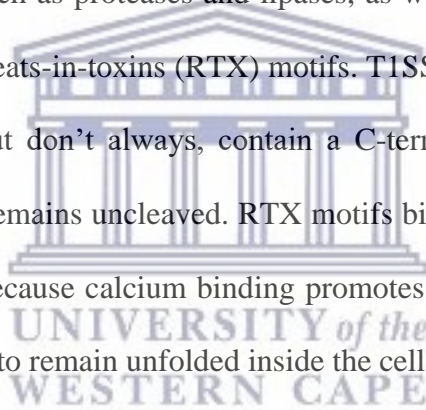 as proteases and lipases, as w
eats-in-toxins (RTX) motifs. T1SS
t don't always, contain a C-term
emains uncleaved. RTX motifs bi
ecause calcium binding promotes
UNIVERSITY of the
to remain unfolded inside the cell
WESTERN CAPE